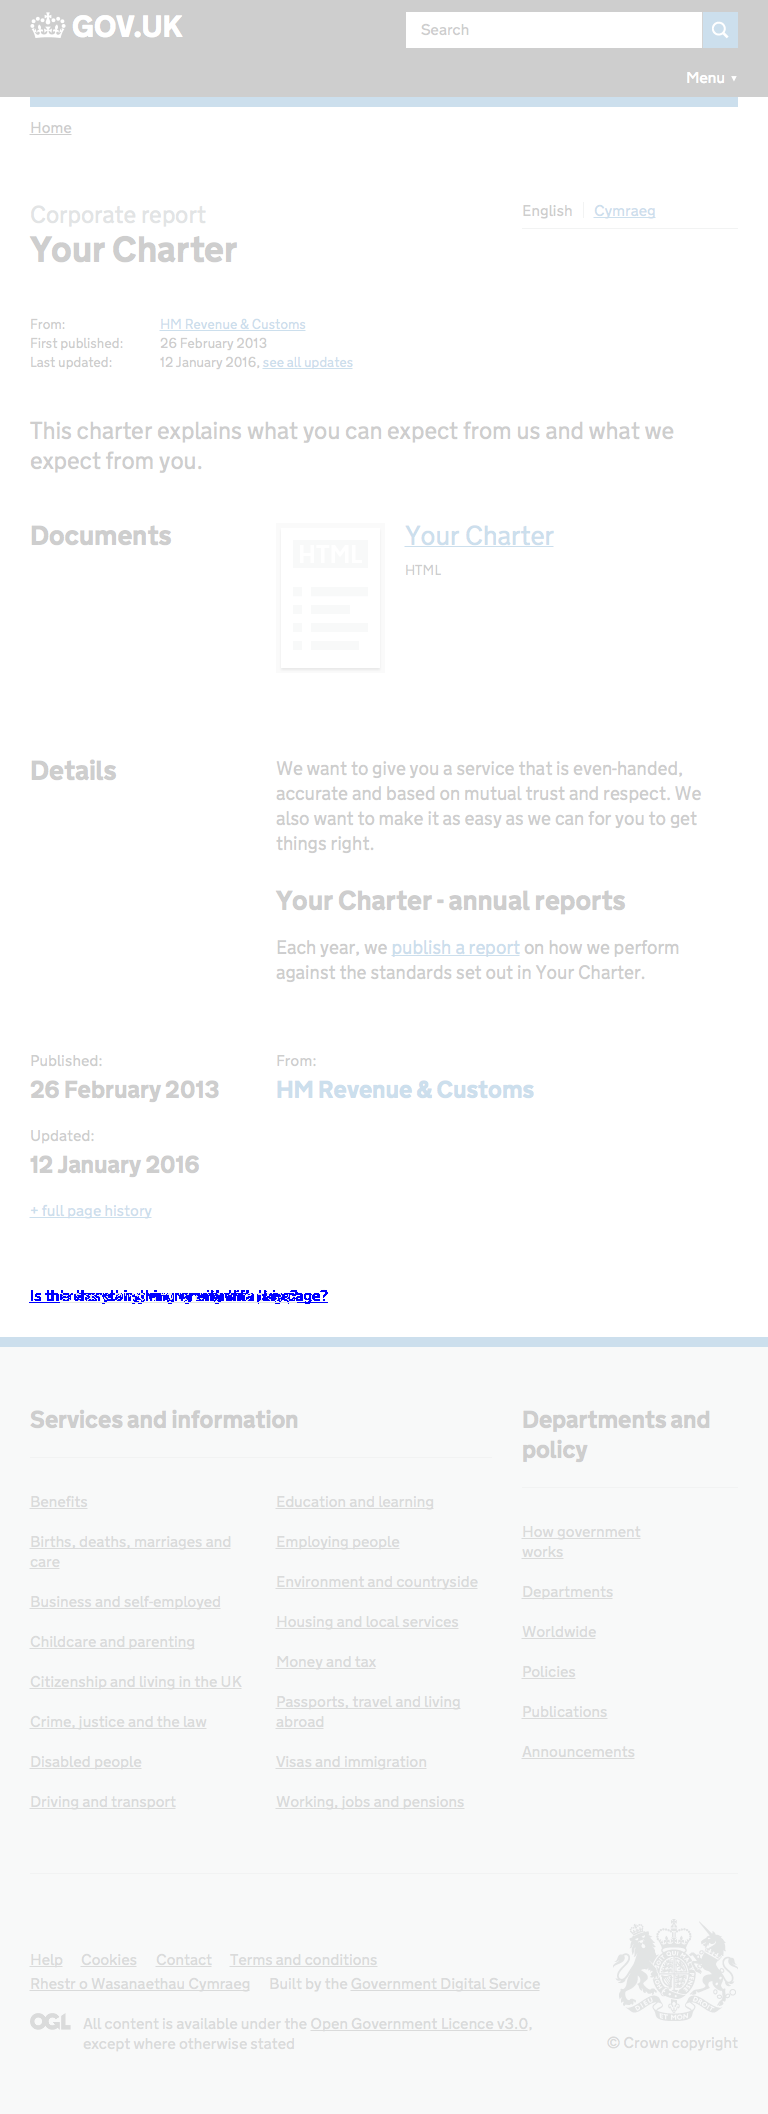 GOV.UK
Search
Menu ▼
Home
Corporate report
Your Charter
English
Cymraeg
From: HM Revenue & Customs
First published: 26 February 2013
Last updated: 12 January 2016, see all updates
This charter explains what you can expect from us and what we
expect from you.
Documents
HTML
Your Charter
HTML
Details
We want to give you a service that is even-handed,
accurate and based on mutual trust and respect. We
also want to make it as easy as we can for you to get
things right.
Your Charter - annual reports
Each year, we publish a report on how we perform
against the standards set out in Your Charter.
Published:
26 February 2013
From:
HM Revenue & Customs
Updated:
12 January 2016
+ full page history
Services and information
Benefits
Births, deaths, marriages and
care
Business and self-employed
Childcare and parenting
Citizenship and living in the UK
Crime, justice and the law
Disabled people
Driving and transport
Education and learning
Employing people
Environment and countryside
Housing and local services
Money and tax
Passports, travel and living
abroad
Visas and immigration
Working, jobs and pensions
Departments and
policy
How government
works
Departments
Worldwide
Policies
Publications
Announcements
Help Cookies Contact Terms and conditions
Rhestr o Wasanaethau Cymraeg Built by the Government Digital Service
OGL All content is available under the Open Government Licence v3.0,
except where otherwise stated
© Crown copyright